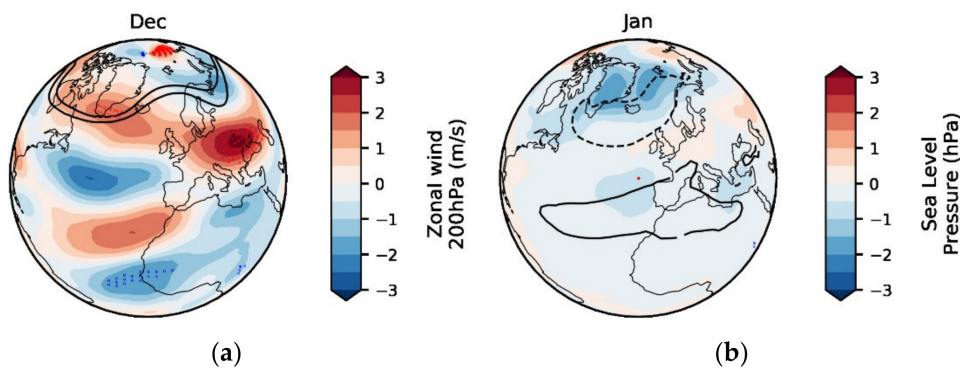 Dec
3
2
1
0
−1
−2
−3
Zonal wind
200hPa (m/s)
(a)
Jan
3
2
1
0
−1
−2
−3
Sea Level
Pressure (hPa)
(b)